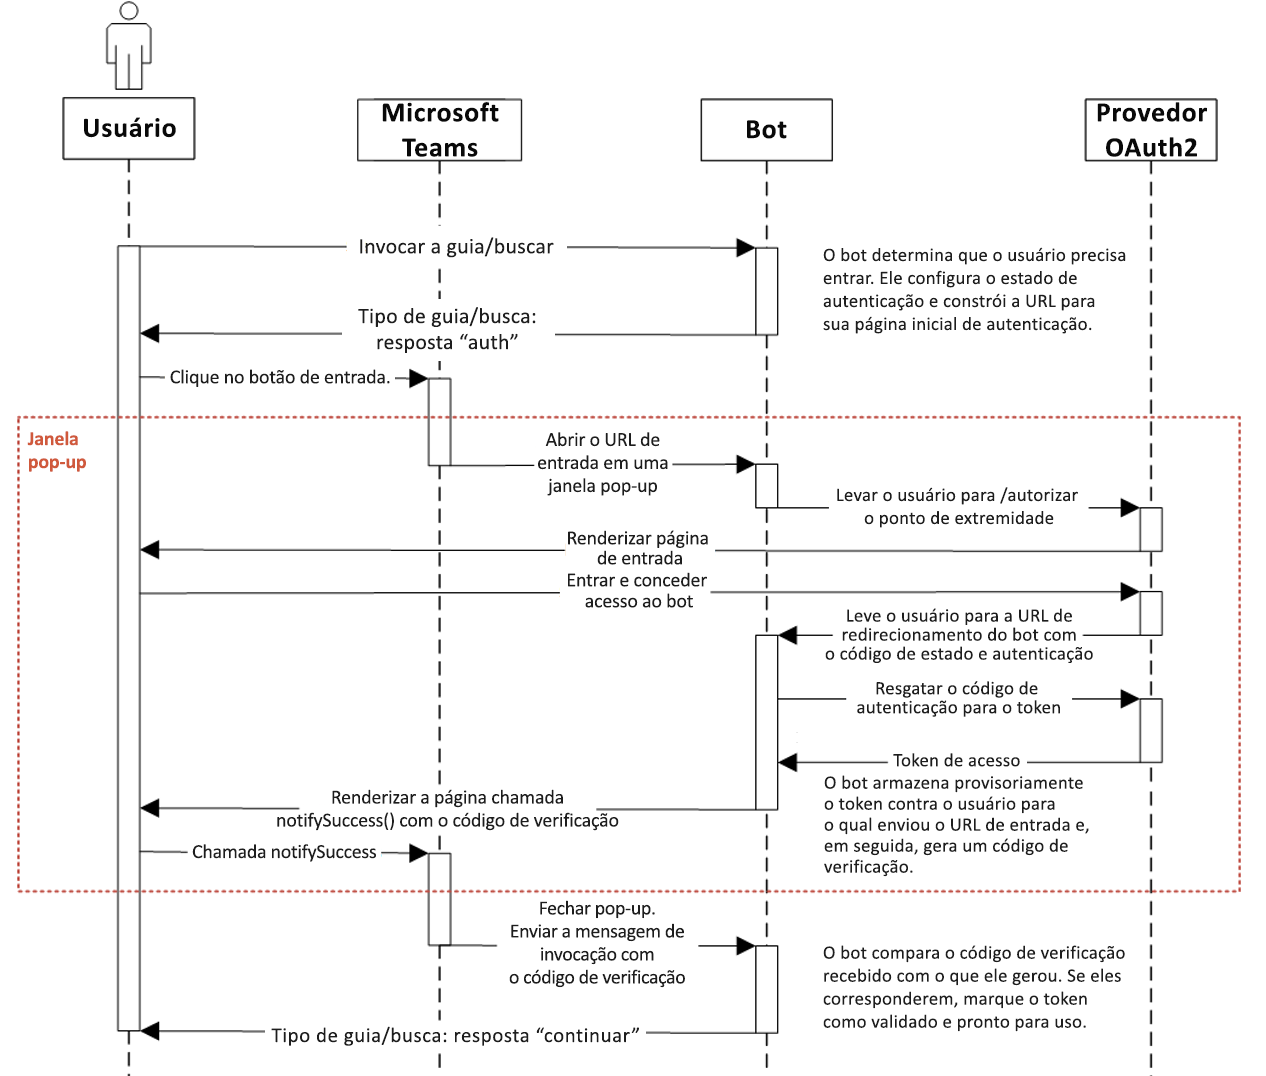 Usuário
Microsoft
Teams
Bot
Provedor
OAuth2
Invocar a guia/buscar
O bot determina que o usuário precisa
entrar. Ele configura o estado de
autenticação e constrói a URL para
sua página inicial de autenticação.
Tipo de guia/busca:
resposta “auth”
Clique no botão de entrada.
Janela
pop-up
Abrir o URL de
entrada em uma
janela pop-up
Levar o usuário para /autorizar
o ponto de extremidade
Renderizar página
de entrada
Entrar e conceder
acesso ao bot
Leve o usuário para a URL de
redirecionamento do bot com
o código de estado e autenticação
Resgatar o código de
autenticação para o token
Token de acesso
O bot armazena provisoriamente
o token contra o usuário para
o qual enviou o URL de entrada e,
em seguida, gera um código de
verificação.
Renderizar a página chamada
notifySuccess() com o código de verificação
Chamada notifySuccess
Fechar pop-up.
Enviar a mensagem de
invocação com
o código de verificação
O bot compara o código de verificação
recebido com o que ele gerou. Se eles
corresponderem, marque o token
como validado e pronto para uso.
Tipo de guia/busca: resposta “continuar”